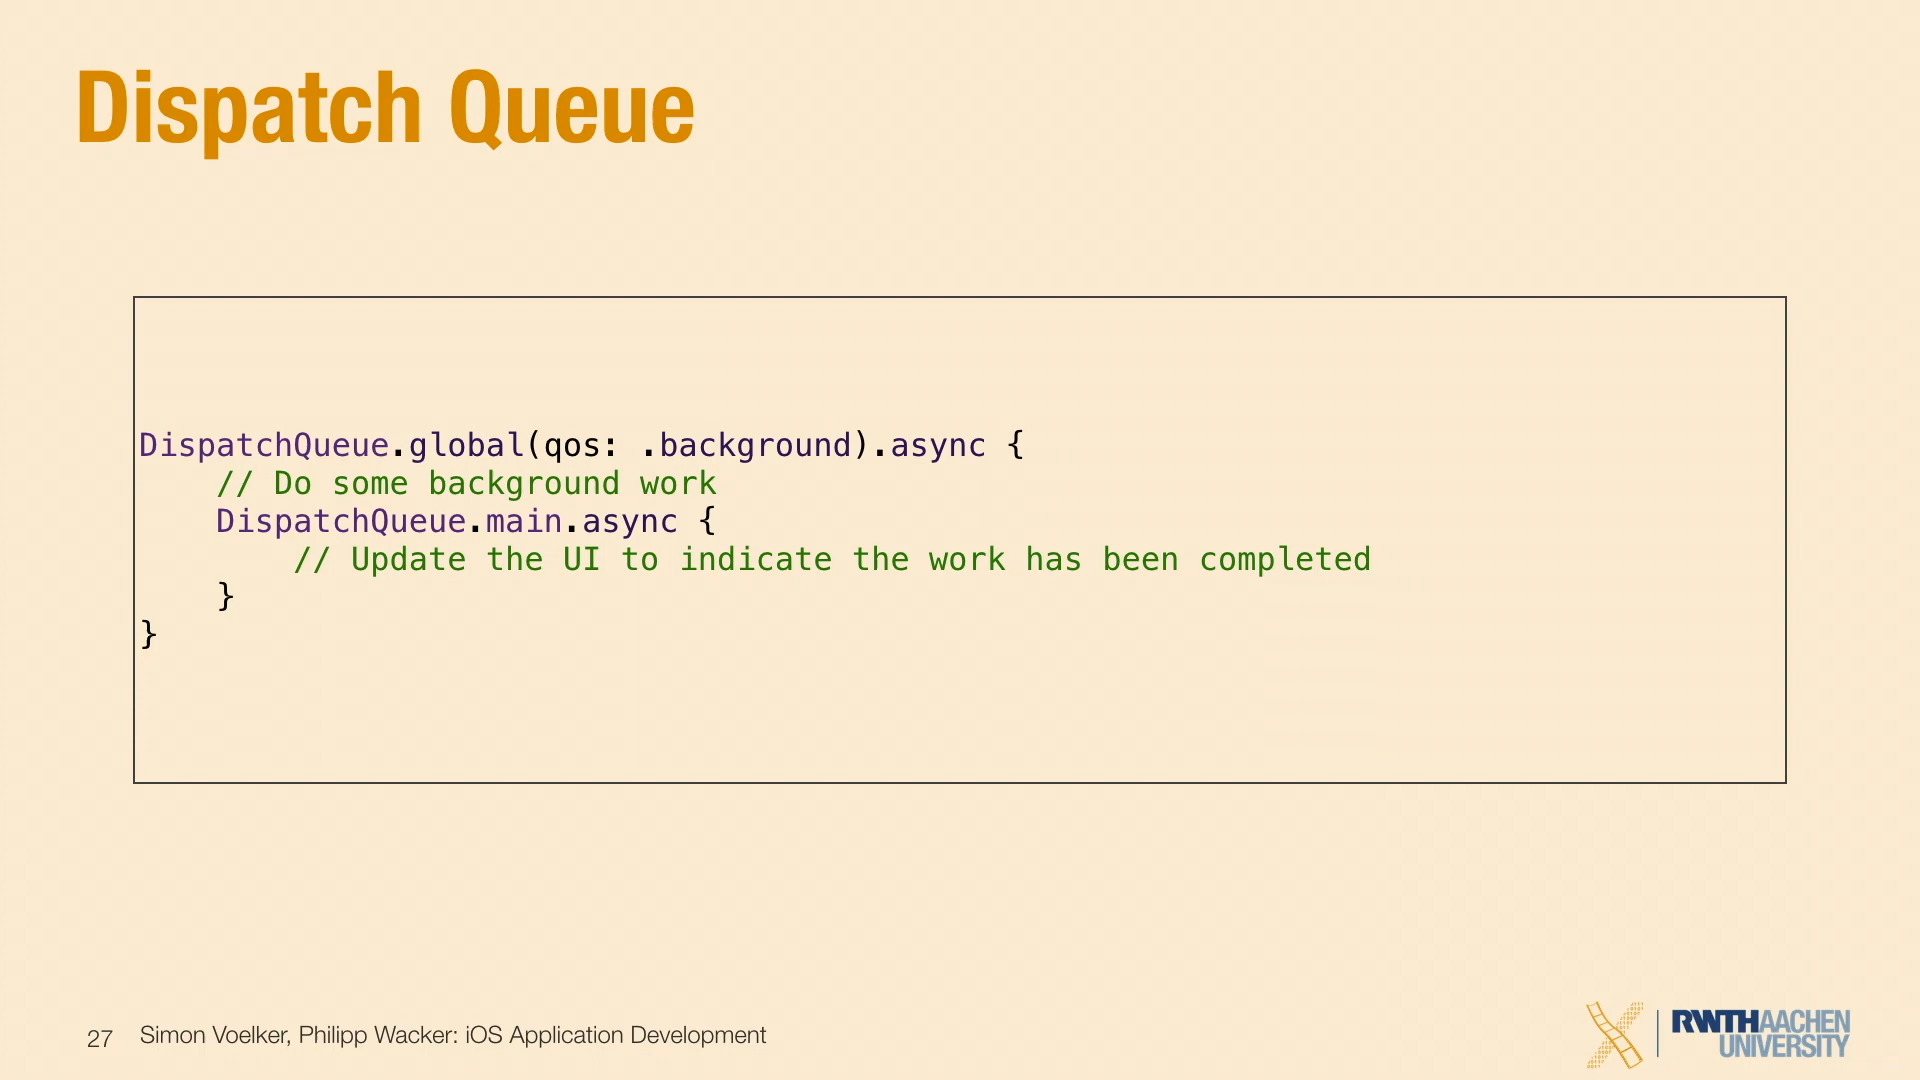 Dispatch Queue
DispatchQueue.global(qos: .background).async {
    // Do some background work
    DispatchQueue.main.async {
        // Update the UI to indicate the work has been completed
    }
}
27 Simon Voelker, Philipp Wacker: iOS Application Development
RWTHAACHEN
UNIVERSITY